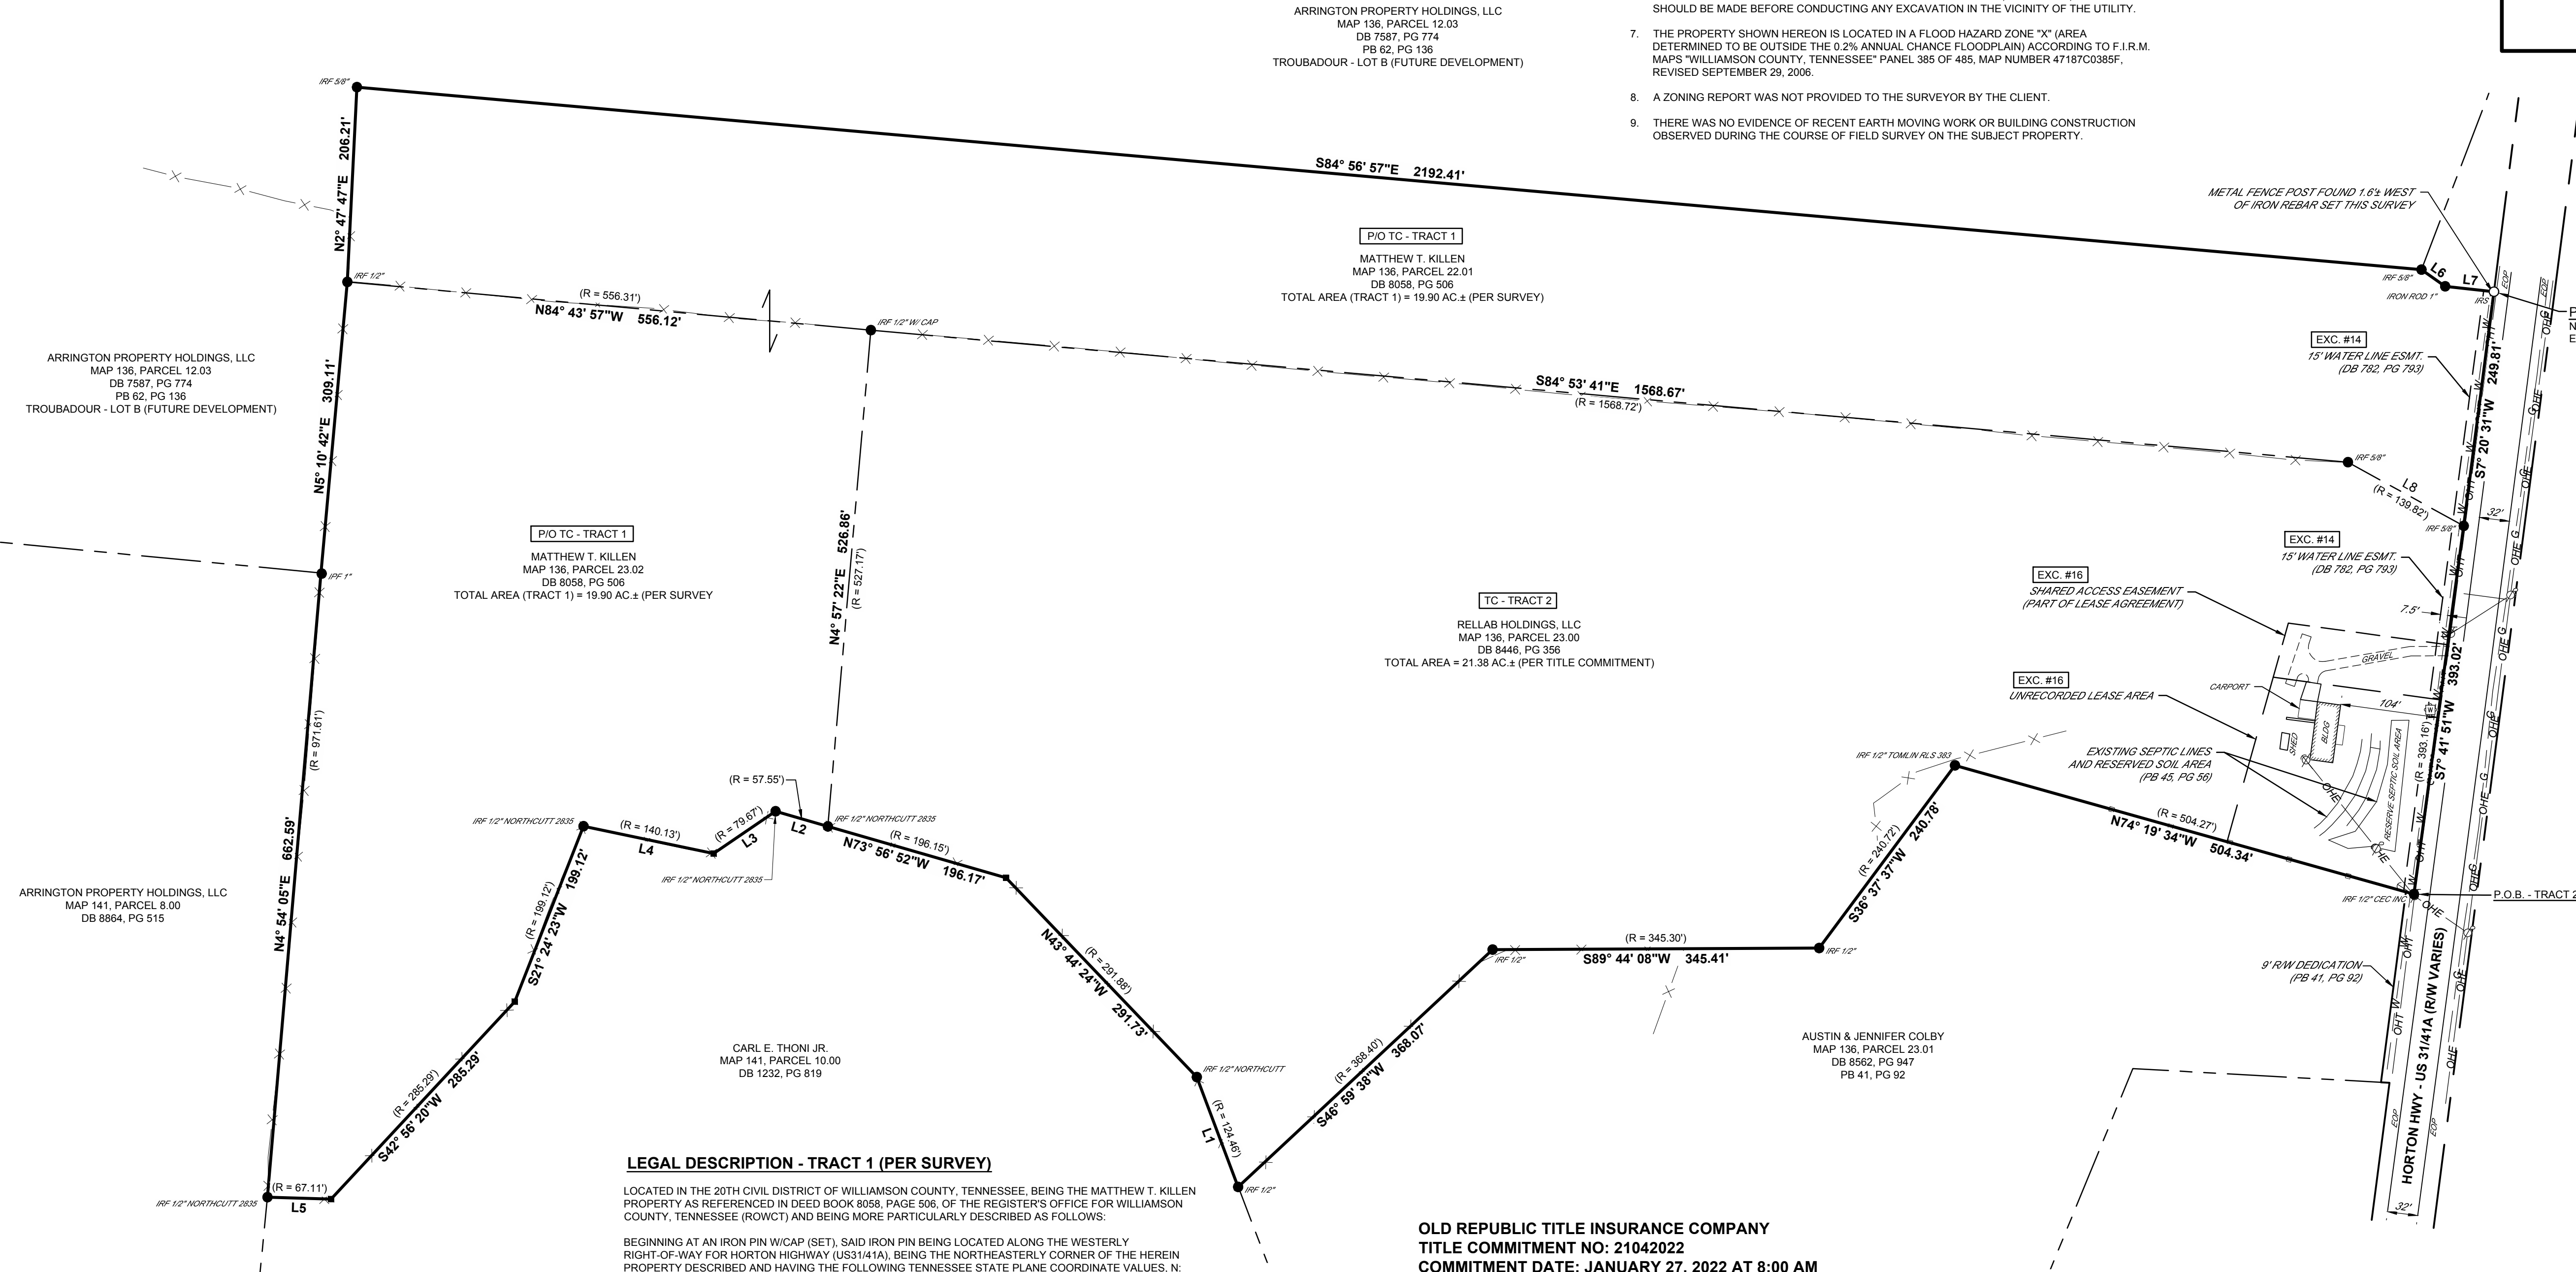 ARRINGTON PROPERTY HOLDINGS, LLC
MAP 136, PARCEL 12.03
DB 7587, PG 774
PB 62, PG 136
TROUBADOUR - LOT B (FUTURE DEVELOPMENT)
SHOULD BE MADE BEFORE CONDUCTING ANY EXCAVATION IN THE VICINITY OF THE UTILITY.
7. THE PROPERTY SHOWN HEREON IS LOCATED IN A FLOOD HAZARD ZONE "X" (AREA
DETERMINED TO BE OUTSIDE THE 0.2% ANNUAL CHANCE FLOODPLAIN) ACCORDING TO F.I.R.M.
MAPS "WILLIAMSON COUNTY, TENNESSEE" PANEL 385 OF 485, MAP NUMBER 47187C0385F,
REVISED SEPTEMBER 29, 2006.
8. A ZONING REPORT WAS NOT PROVIDED TO THE SURVEYOR BY THE CLIENT.
9. THERE WAS NO EVIDENCE OF RECENT EARTH MOVING WORK OR BUILDING CONSTRUCTION
OBSERVED DURING THE COURSE OF FIELD SURVEY ON THE SUBJECT PROPERTY.
IRF 5/8"
N2° 47' 47"E 206.21'
S84° 56' 57"E 2192.41'
METAL FENCE POST FOUND 1.6'± WEST
OF IRON REBAR SET THIS SURVEY
IRF 5/8"
L6
L7
IRON ROD 1"
IRS
EOP
EOP
P
N
E
P/O TC - TRACT 1
MATTHEW T. KILLEN
MAP 136, PARCEL 22.01
DB 8058, PG 506
TOTAL AREA (TRACT 1) = 19.90 AC.± (PER SURVEY)
IRF 1/2"
(R = 556.31')
N84° 43' 57"W 556.12'
IRF 1/2" W/ CAP
S84° 53' 41"E 1568.67'
(R = 1568.72')
IRF 5/8"
L8
(R = 139.82')
IRF 5/8"
EXC. #14
15' WATER LINE ESMT.
(DB 782, PG 793)
S7° 20' 31"W 249.81'
32'
ARRINGTON PROPERTY HOLDINGS, LLC
MAP 136, PARCEL 12.03
DB 7587, PG 774
PB 62, PG 136
TROUBADOUR - LOT B (FUTURE DEVELOPMENT)
N5° 10' 42"E 309.11'
IPF 1"
P/O TC - TRACT 1
MATTHEW T. KILLEN
MAP 136, PARCEL 23.02
DB 8058, PG 506
TOTAL AREA (TRACT 1) = 19.90 AC.± (PER SURVEY
N4° 57' 22"E 526.86'
(R = 527.17')
TC - TRACT 2
RELLAB HOLDINGS, LLC
MAP 136, PARCEL 23.00
DB 8446, PG 356
TOTAL AREA = 21.38 AC.± (PER TITLE COMMITMENT)
EXC. #14
15' WATER LINE ESMT.
(DB 782, PG 793)
EXC. #16
SHARED ACCESS EASEMENT
(PART OF LEASE AGREEMENT)
7.5'
GRAVEL
EXC. #16
UNRECORDED LEASE AREA
CARPORT
104'
W
BLDG
SHED
EXISTING SEPTIC LINES
AND RESERVED SOIL AREA
(PB 45, PG 56)
RESERVE SEPTIC SOIL AREA
(R = 393.16')
S7° 41' 51"W 393.02'
OHE
OHE
OHE
OHE
OHE G
OHE G
OHE G
OHT W
OHT W
(R = 971.61')
N4° 54' 05"E 662.59'
ARRINGTON PROPERTY HOLDINGS, LLC
MAP 141, PARCEL 8.00
DB 8864, PG 515
IRF 1/2" NORTHCUTT 2835
(R = 140.13')
L4
(R = 79.67')
L3
(R = 57.55')
L2
IRF 1/2" NORTHCUTT 2835
IRF 1/2" NORTHCUTT 2835
(R = 196.15')
N73° 56' 52"W 196.17'
(R = 199.12')
S21° 24' 23"W 199.12'
(R = 285.29')
S42° 56' 20"W 285.29'
(R = 67.11')
L5
IRF 1/2" NORTHCUTT 2835
(R = 291.88')
N43° 44' 24"W 291.73'
IRF 1/2" NORTHCUTT
(R = 124.46')
L1
IRF 1/2"
CARL E. THONI JR.
MAP 141, PARCEL 10.00
DB 1232, PG 819
(R = 368.40')
S46° 59' 38"W 368.07'
IRF 1/2"
(R = 345.30')
S89° 44' 08"W 345.41'
IRF 1/2"
(R = 240.72')
S36° 37' 37"W 240.78'
IRF 1/2" TOMLIN RLS 383
(R = 504.27')
N74° 19' 34"W 504.34'
IRF 1/2" CEC INC
P.O.B. - TRACT 2
9' R/W DEDICATION
(PB 41, PG 92)
AUSTIN & JENNIFER COLBY
MAP 136, PARCEL 23.01
DB 8562, PG 947
PB 41, PG 92
HORTON HWY - US 31/41A (R/W VARIES)
EOP
EOP
32'
LEGAL DESCRIPTION - TRACT 1 (PER SURVEY)
LOCATED IN THE 20TH CIVIL DISTRICT OF WILLIAMSON COUNTY, TENNESSEE, BEING THE MATTHEW T. KILLEN
PROPERTY AS REFERENCED IN DEED BOOK 8058, PAGE 506, OF THE REGISTER'S OFFICE FOR WILLIAMSON
COUNTY, TENNESSEE (ROWCT) AND BEING MORE PARTICULARLY DESCRIBED AS FOLLOWS:
BEGINNING AT AN IRON PIN W/CAP (SET), SAID IRON PIN BEING LOCATED ALONG THE WESTERLY
RIGHT-OF-WAY FOR HORTON HIGHWAY (US31/41A), BEING THE NORTHEASTERLY CORNER OF THE HEREIN
PROPERTY DESCRIBED AND HAVING THE FOLLOWING TENNESSEE STATE PLANE COORDINATE VALUES, N:
OLD REPUBLIC TITLE INSURANCE COMPANY
TITLE COMMITMENT NO: 21042022
COMMITMENT DATE: JANUARY 27, 2022 AT 8:00 AM